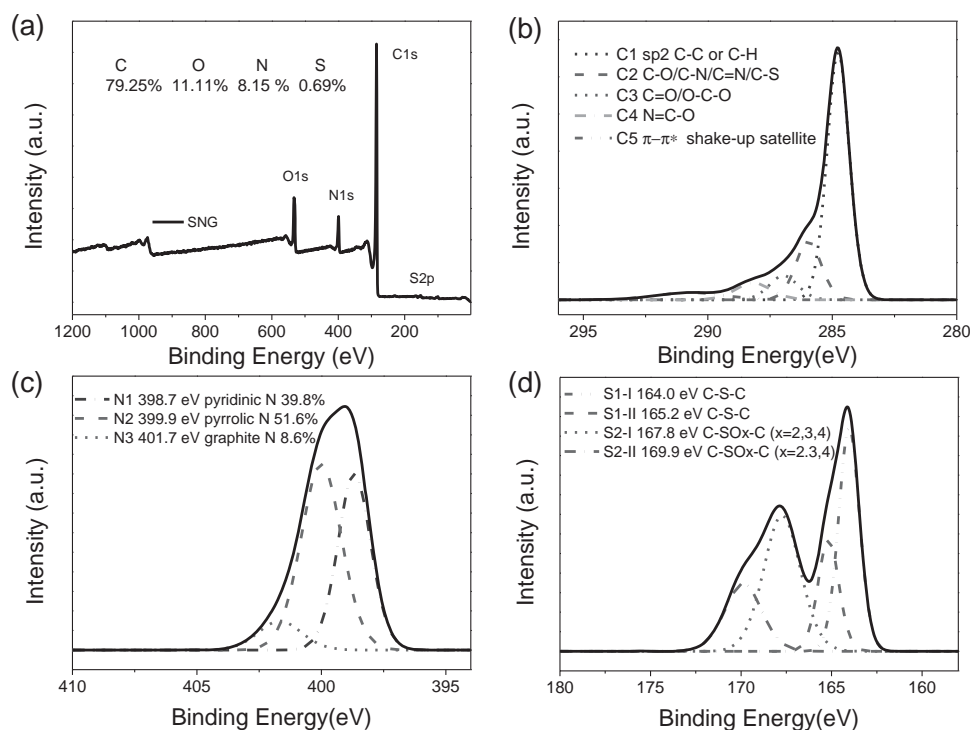 (a)
C O N S
79.25% 11.11% 8.15 % 0.69%
C1s
O1s
N1s
SNG
S2p
Intensity (a.u.)
1200 1000 800 600 400 200
Binding Energy (eV)
(b)
C1 sp2 C-C or C-H
C2 C-O/C-N/C=N/C-S
C3 C=O/O-C-O
C4 N=C-O
C5 π–π* shake-up satellite
Intensity (a.u.)
295 290 285 280
Binding Energy (eV)
(c)
N1 398.7 eV pyridinic N 39.8%
N2 399.9 eV pyrrolic N 51.6%
N3 401.7 eV graphite N 8.6%
Intensity (a.u.)
410 405 400 395
Binding Energy(eV)
(d)
S1-I 164.0 eV C-S-C
S1-II 165.2 eV C-S-C
S2-I 167.8 eV C-SOx-C (x=2,3,4)
S2-II 169.9 eV C-SOx-C (x=2.3,4)
Intensity (a.u.)
180 175 170 165 160
Binding Energy(eV)